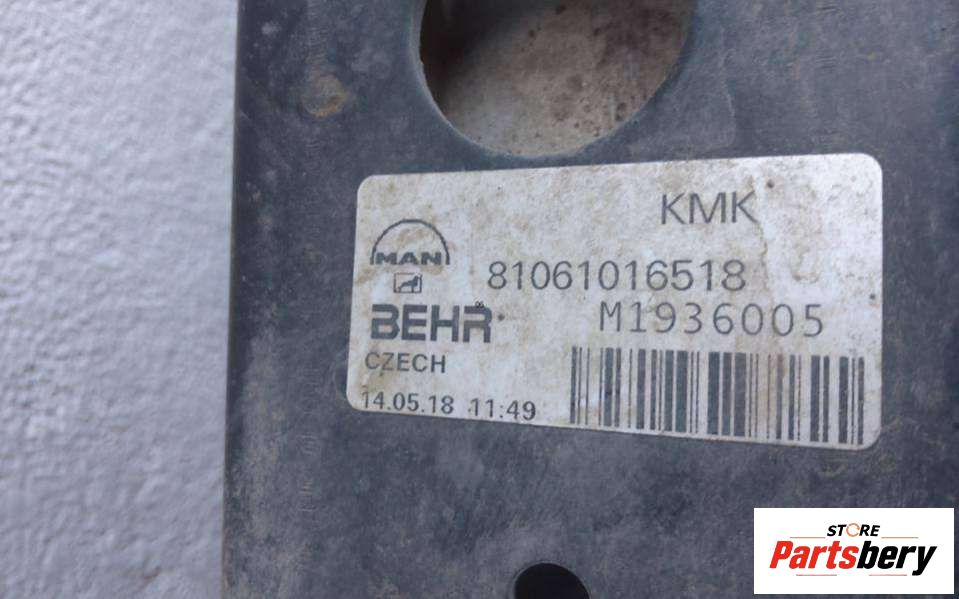 KMK
MAN
81061016518
BEHR
M1936005
CZECH
14.05.18 11:49
STORE
Partsbery